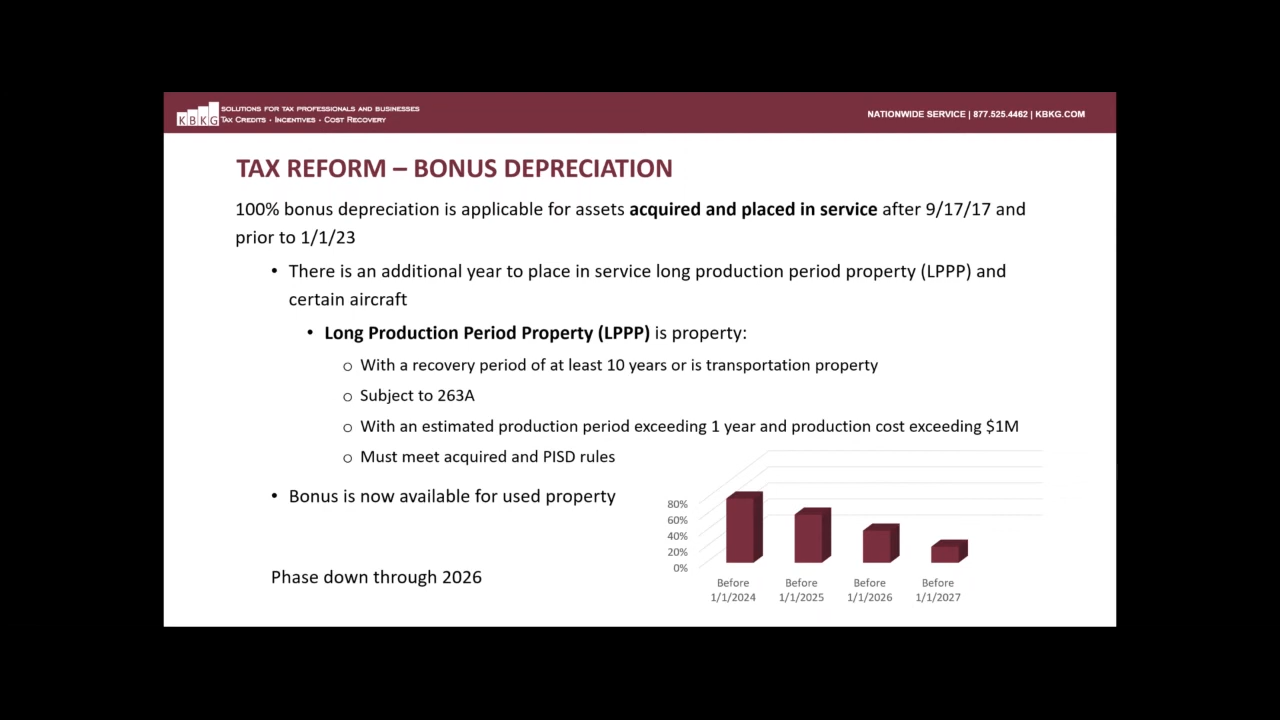 KBKG
SOLUTIONS FOR TAX PROFESSIONALS AND BUSINESSES
TAX CREDITS · INCENTIVES · COST RECOVERY
NATIONWIDE SERVICE | 877.525.4462 | KBKG.COM
TAX REFORM – BONUS DEPRECIATION
100% bonus depreciation is applicable for assets acquired and placed in service after 9/17/17 and
prior to 1/1/23
• There is an additional year to place in service long production period property (LPPP) and
certain aircraft
• Long Production Period Property (LPPP) is property:
o With a recovery period of at least 10 years or is transportation property
o Subject to 263A
o With an estimated production period exceeding 1 year and production cost exceeding $1M
o Must meet acquired and PISD rules
• Bonus is now available for used property
Phase down through 2026
80%
60%
40%
20%
0%
Before
1/1/2024
Before
1/1/2025
Before
1/1/2026
Before
1/1/2027